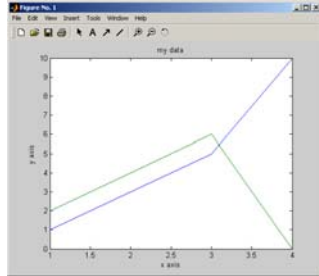 Figure No. 1
File Edit View Insert Tools Window Help
A
my data
10
9
8
7
6
5
4
3
2
1
0
y axis
1 1.5 2 2.5 3 3.5 4
x axis